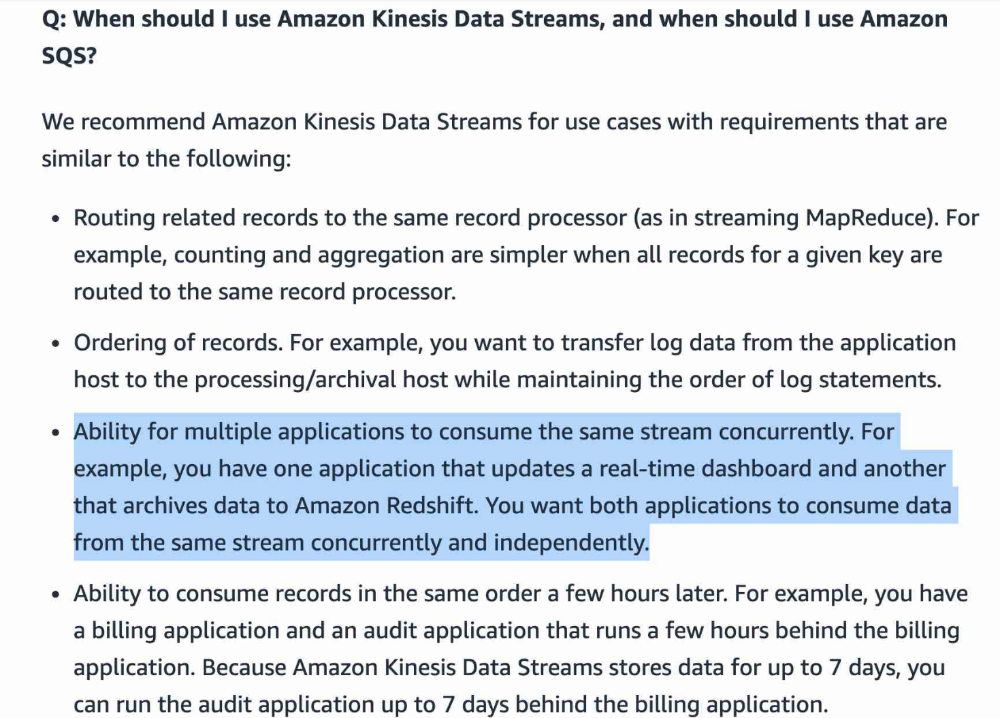 Q: When should I use Amazon Kinesis Data Streams, and when should I use Amazon
SQS?
We recommend Amazon Kinesis Data Streams for use cases with requirements that are
similar to the following:
• Routing related records to the same record processor (as in streaming MapReduce). For
example, counting and aggregation are simpler when all records for a given key are
routed to the same record processor.
• Ordering of records. For example, you want to transfer log data from the application
host to the processing/archival host while maintaining the order of log statements.
• Ability for multiple applications to consume the same stream concurrently. For
example, you have one application that updates a real-time dashboard and another
that archives data to Amazon Redshift. You want both applications to consume data
from the same stream concurrently and independently.
• Ability to consume records in the same order a few hours later. For example, you have
a billing application and an audit application that runs a few hours behind the billing
application. Because Amazon Kinesis Data Streams stores data for up to 7 days, you
can run the audit application up to 7 days behind the billing application.